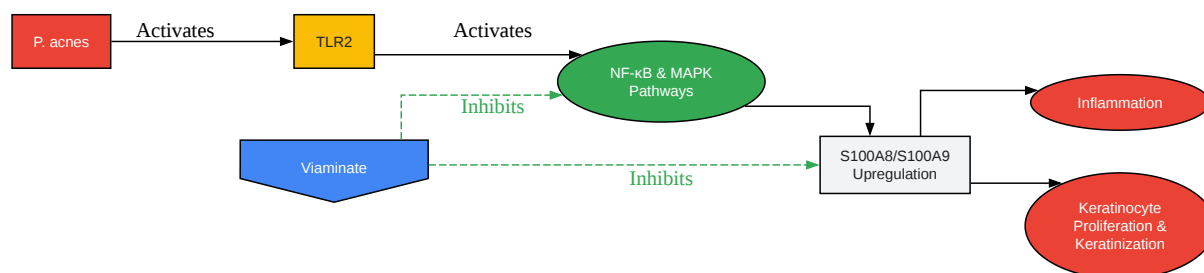 Activates
Activates
P. acnes
TLR2
NF-κB & MAPK
Pathways
Inhibits
Inflammation
Viaminate
Inhibits
S100A8/S100A9
Upregulation
Keratinocyte
Proliferation &
Keratinization